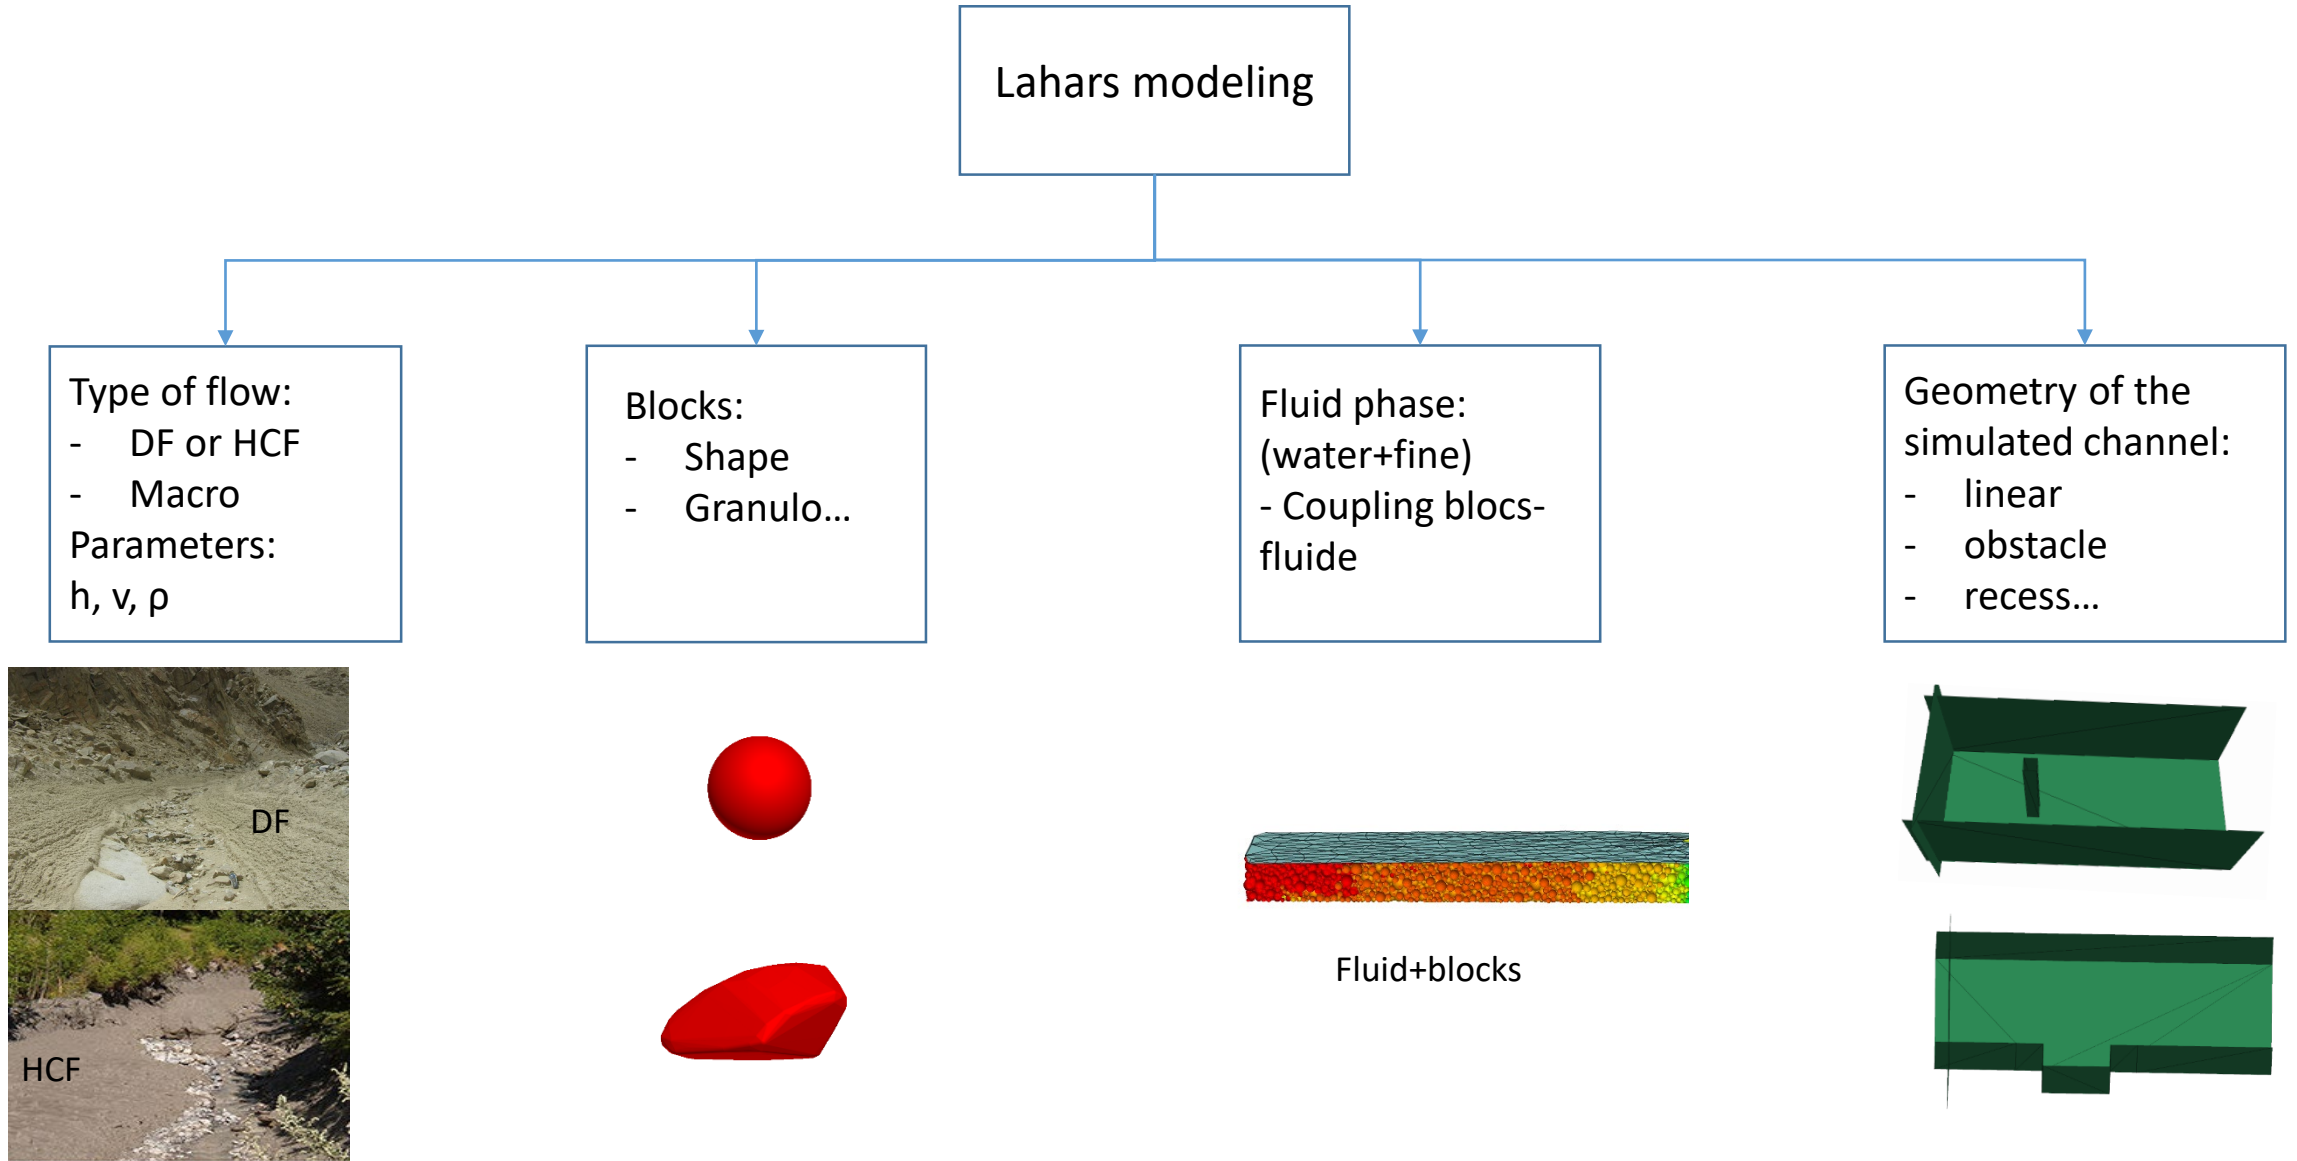 Lahars modeling
Type of flow:
- DF or HCF
- Macro
Parameters:
h, v, ρ
Blocks:
- Shape
- Granulo...
Fluid phase:
(water+fine)
- Coupling blocs-
fluide
Geometry of the
simulated channel:
- linear
- obstacle
- recess...
DF
HCF
Fluid+blocks